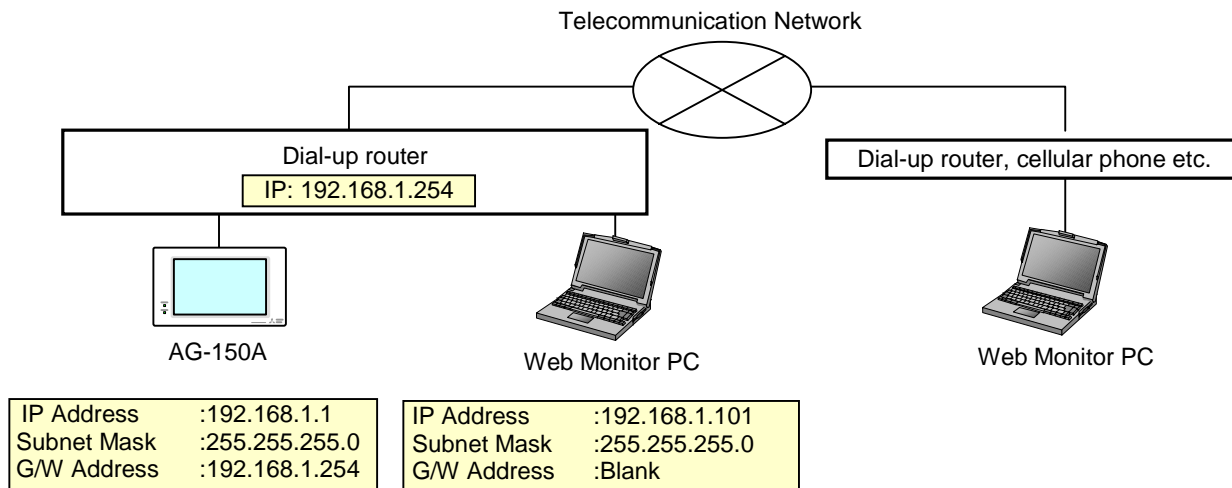 Telecommunication Network
Dial-up router
IP: 192.168.1.254
Dial-up router, cellular phone etc.
AG-150A
Web Monitor PC
Web Monitor PC
IP Address :192.168.1.1
Subnet Mask :255.255.255.0
G/W Address :192.168.1.254
IP Address :192.168.1.101
Subnet Mask :255.255.255.0
G/W Address :Blank